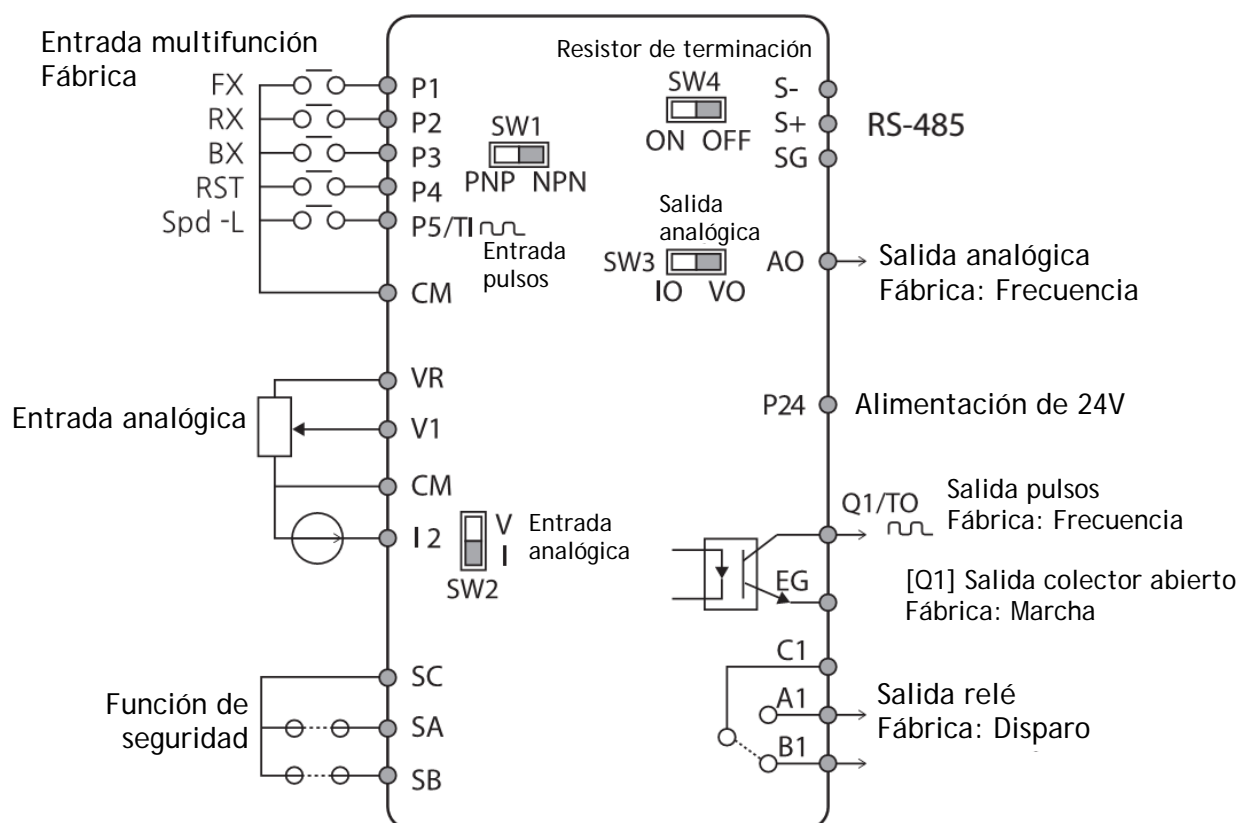 Entrada multifunción
Fábrica
FX
RX
BX
RST
Spd -L
P1
P2
P3
P4
P5/TI
Entrada
pulsos
CM
SW1
PNP NPN
Resistor de terminación
SW4
ON OFF
S-
S+
SG
RS-485
Salida
analógica
SW3
IO VO
AO
Salida analógica
Fábrica: Frecuencia
Entrada analógica
VR
V1
CM
I2
V
I
SW2
Entrada
analógica
P24
Alimentación de 24V
Q1/TO
Salida pulsos
Fábrica: Frecuencia
EG
[Q1] Salida colector abierto
Fábrica: Marcha
Función de
seguridad
SC
SA
SB
C1
A1
B1
Salida relé
Fábrica: Disparo